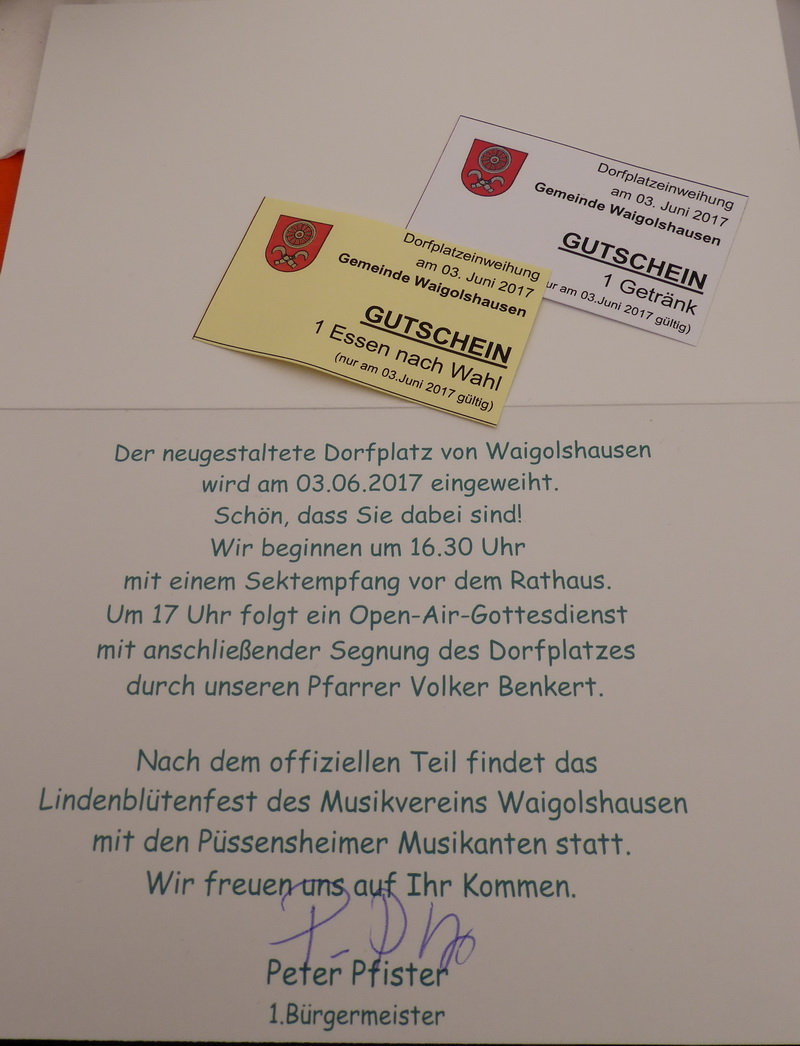 Dorfplatzeinweihung
am 03. Juni 2017
Gemeinde Waigolshausen
GUTSCHEIN
1 Getränk
ur am 03.Juni 2017 gültig)
Dorfplatzeinweihung
am 03. Juni 2017
Gemeinde Waigolshausen
GUTSCHEIN
1 Essen nach Wahl
(nur am 03.Juni 2017 gültig)
Der neugestaltete Dorfplatz von Waigolshausen
wird am 03.06.2017 eingeweiht.
Schön, dass Sie dabei sind!
Wir beginnen um 16.30 Uhr
mit einem Sektempfang vor dem Rathaus.
Um 17 Uhr folgt ein Open-Air-Gottesdienst
mit anschließender Segnung des Dorfplatzes
durch unseren Pfarrer Volker Benkert.
Nach dem offiziellen Teil findet das
Lindenblütenfest des Musikvereins Waigolshausen
mit den Püssensheimer Musikanten statt.
Wir freuen uns auf Ihr Kommen.
Peter Pfister
1.Bürgermeister